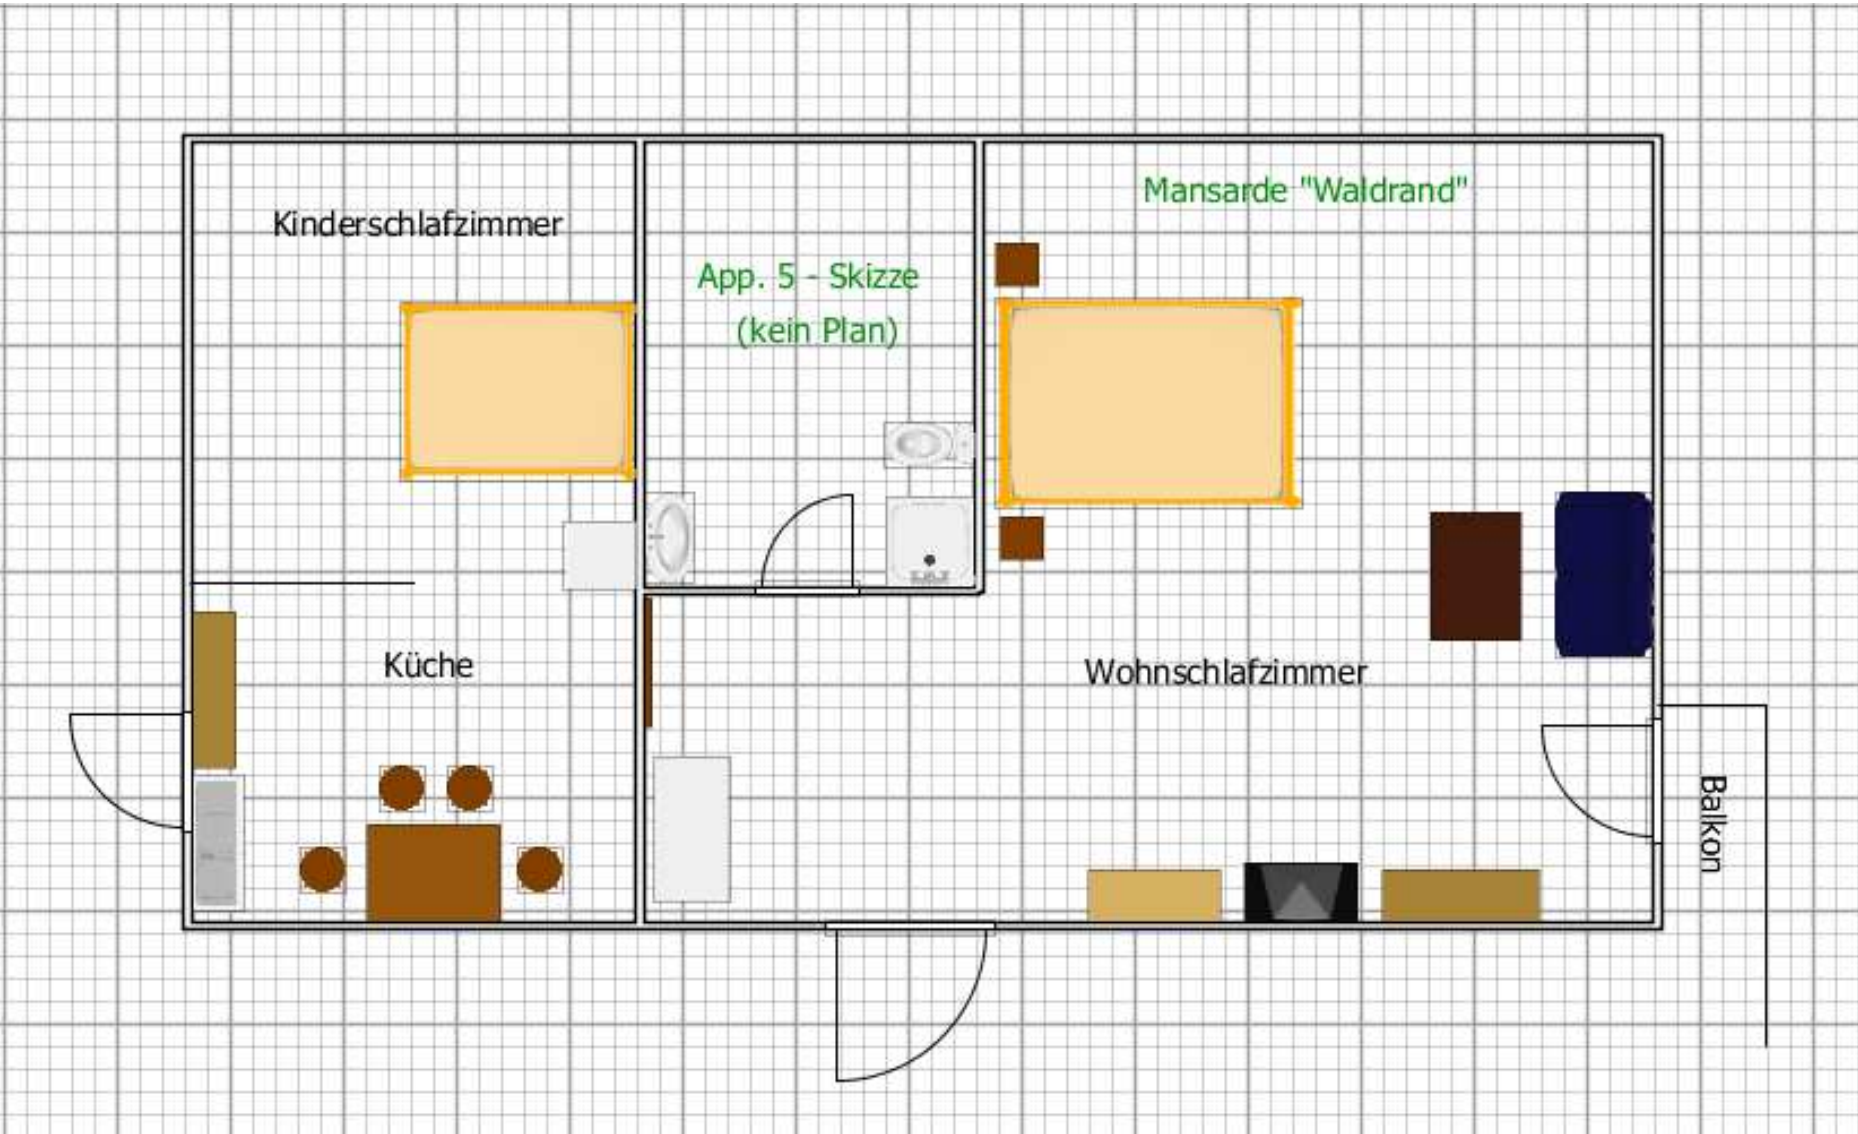 Mansarde "Waldrand"
Kinderschlafzimmer
App. 5 - Skizze
(kein Plan)
Küche
Wohnschlafzimmer
Balkon